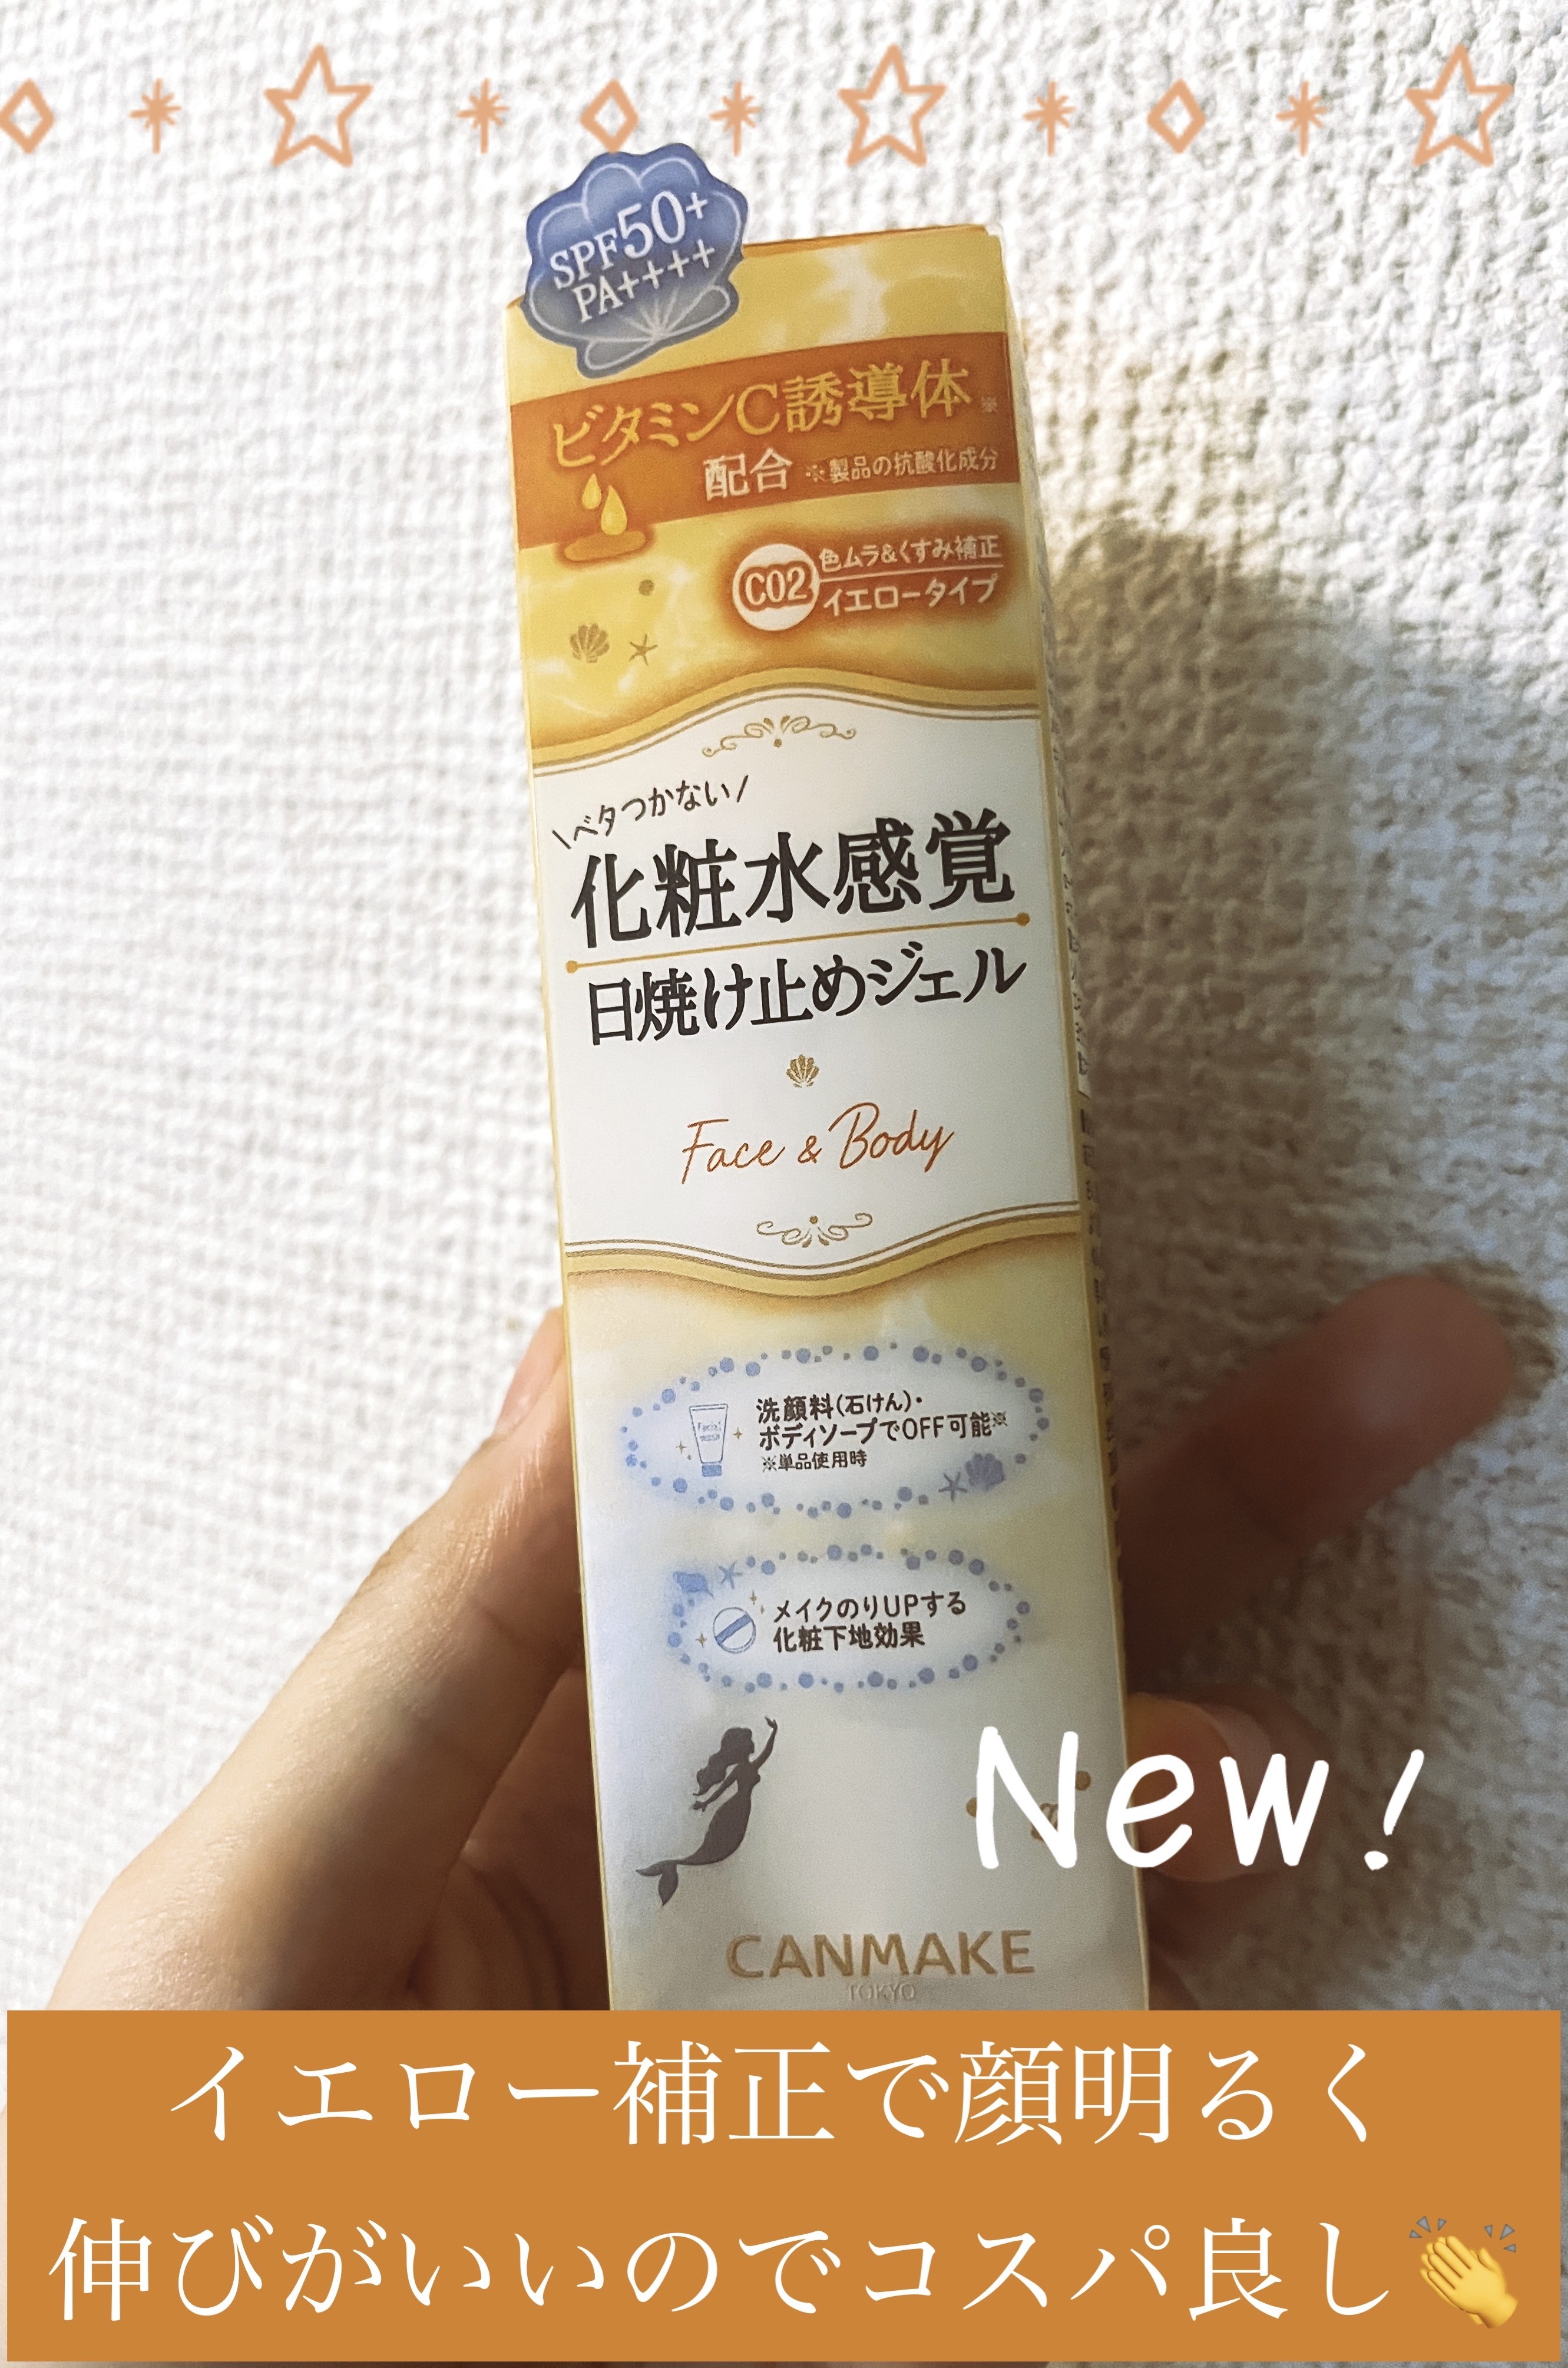 SPF50+
PA++++
ビタミンC誘導体※
配合 ※製品の抗酸化成分
C02
色ムラ&くすみ補正
イエロータイプ
\ベタつかない/
化粧水感覚
日焼け止めジェル
Face & Body
Facial
wash
洗顔料(石けん)・
ボディソープでOFF可能※
※単品使用時
メイクのりUPする
化粧下地効果
New!
CANMAKE
TOKYO
イエロー補正で顔明るく
伸びがいいのでコスパ良し👏